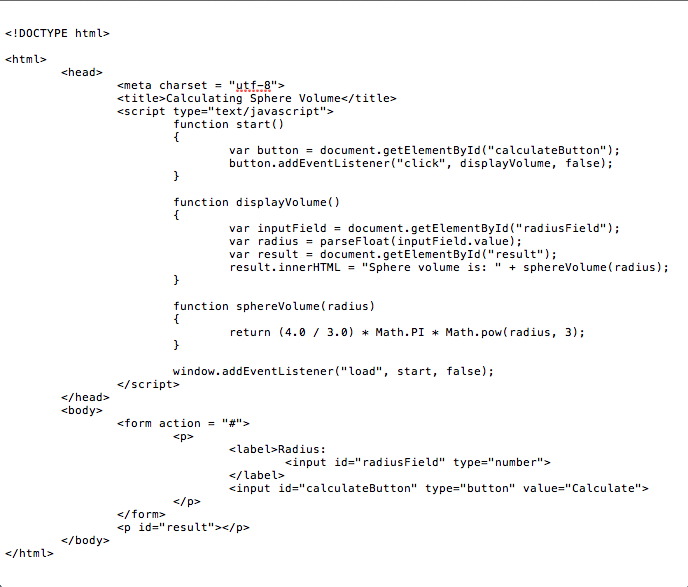 <!DOCTYPE html>
<html>
<head>
<meta charset = "utf-8">
<title>Calculating Sphere Volume</title>
<script type="text/javascript">
function start()
{
var button = document.getElementById("calculateButton");
button.addEventListener("click", displayVolume, false);
}
function displayVolume()
{
var inputField = document.getElementById("radiusField");
var radius = parseFloat(inputField.value);
var result = document.getElementById("result");
result.innerHTML = "Sphere volume is: " + sphereVolume(radius);
}
function sphereVolume(radius)
{
return (4.0 / 3.0) * Math.PI * Math.pow(radius, 3);
}
window.addEventListener("load", start, false);
</script>
</head>
<body>
<form action = "#">
<p>
<label>Radius:
<input id="radiusField" type="number">
</label>
<input id="calculateButton" type="button" value="Calculate">
</p>
</form>
<p id="result"></p>
</body>
</html>